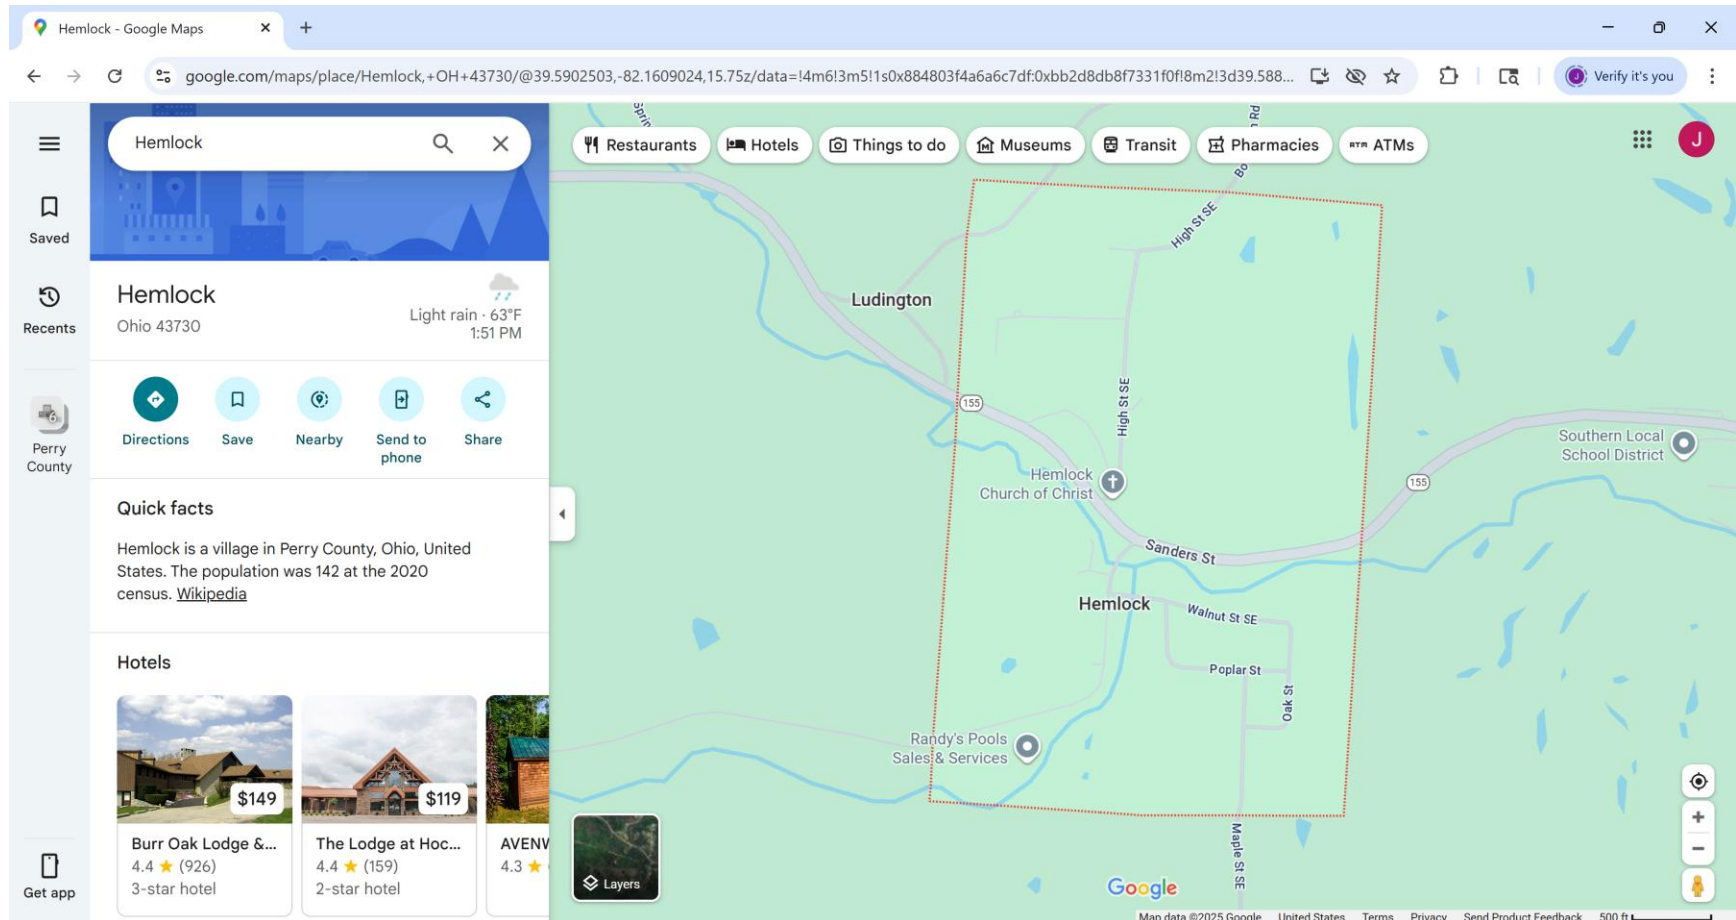 Hemlock - Google Maps
google.com/maps/place/Hemlock,+OH+43730/@39.5902503,-82.1609024,15.75z/data=!4m6!3m5!1s0x884803f4a6a6c7df:0xbb2d8db8f7331f0f!8m2!3d39.588...
Verify it's you
Saved
Recents
Perry
County
Get app
Hemlock
Hemlock
Ohio 43730
Light rain · 63°F
1:51 PM
Directions
Save
Nearby
Send to
phone
Share
Quick facts
Hemlock is a village in Perry County, Ohio, United
States. The population was 142 at the 2020
census. Wikipedia
Hotels
$149
Burr Oak Lodge &...
4.4 (926)
3-star hotel
$119
The Lodge at Hoc...
4.4 (159)
2-star hotel
AVENW
4.3
Restaurants
Hotels
Things to do
Museums
Transit
Pharmacies
ATM ATMs
J
Sprin
Rd
Bo
High St SE
Ludington
155
High St SE
Hemlock
Church of Christ
Southern Local
School District
155
Sanders St
Hemlock
Walnut St SE
Poplar St
Oak St
Randy's Pools
Sales & Services
Maple St SE
Layers
Google
Map data ©2025 Google
United States
Terms
Privacy
Send Product Feedback
500 ft